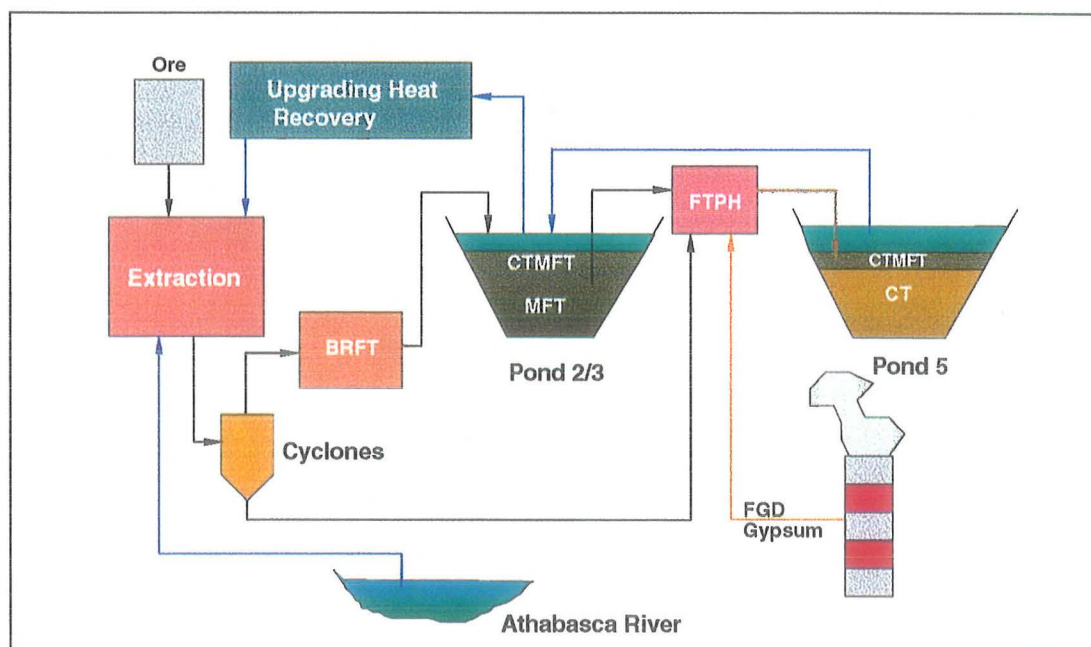 Ore
Upgrading Heat
Recovery
FTPH
Extraction
CTMFT
MFT
CTMFT
CT
BRFT
Pond 2/3
Pond 5
Cyclones
FGD
Gypsum
Athabasca River